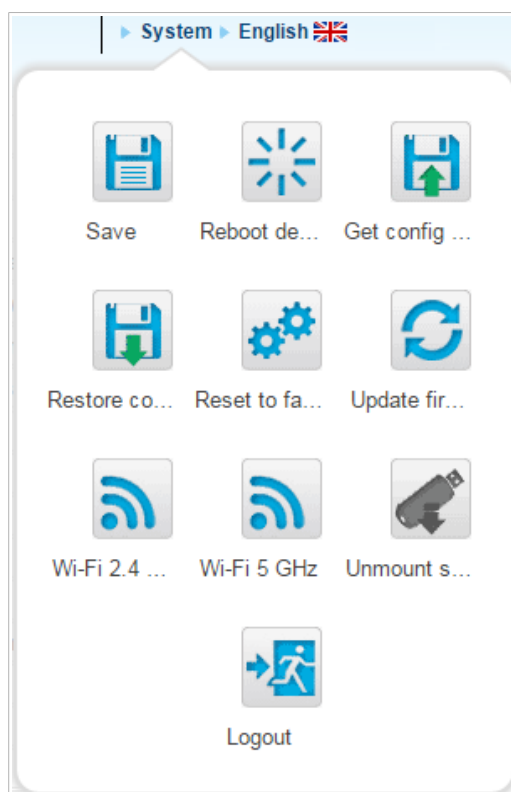 System English
Save Reboot de... Get config ...
Restore co... Reset to fa... Update fir...
Wi-Fi 2.4 ... Wi-Fi 5 GHz Unmount s...
Logout